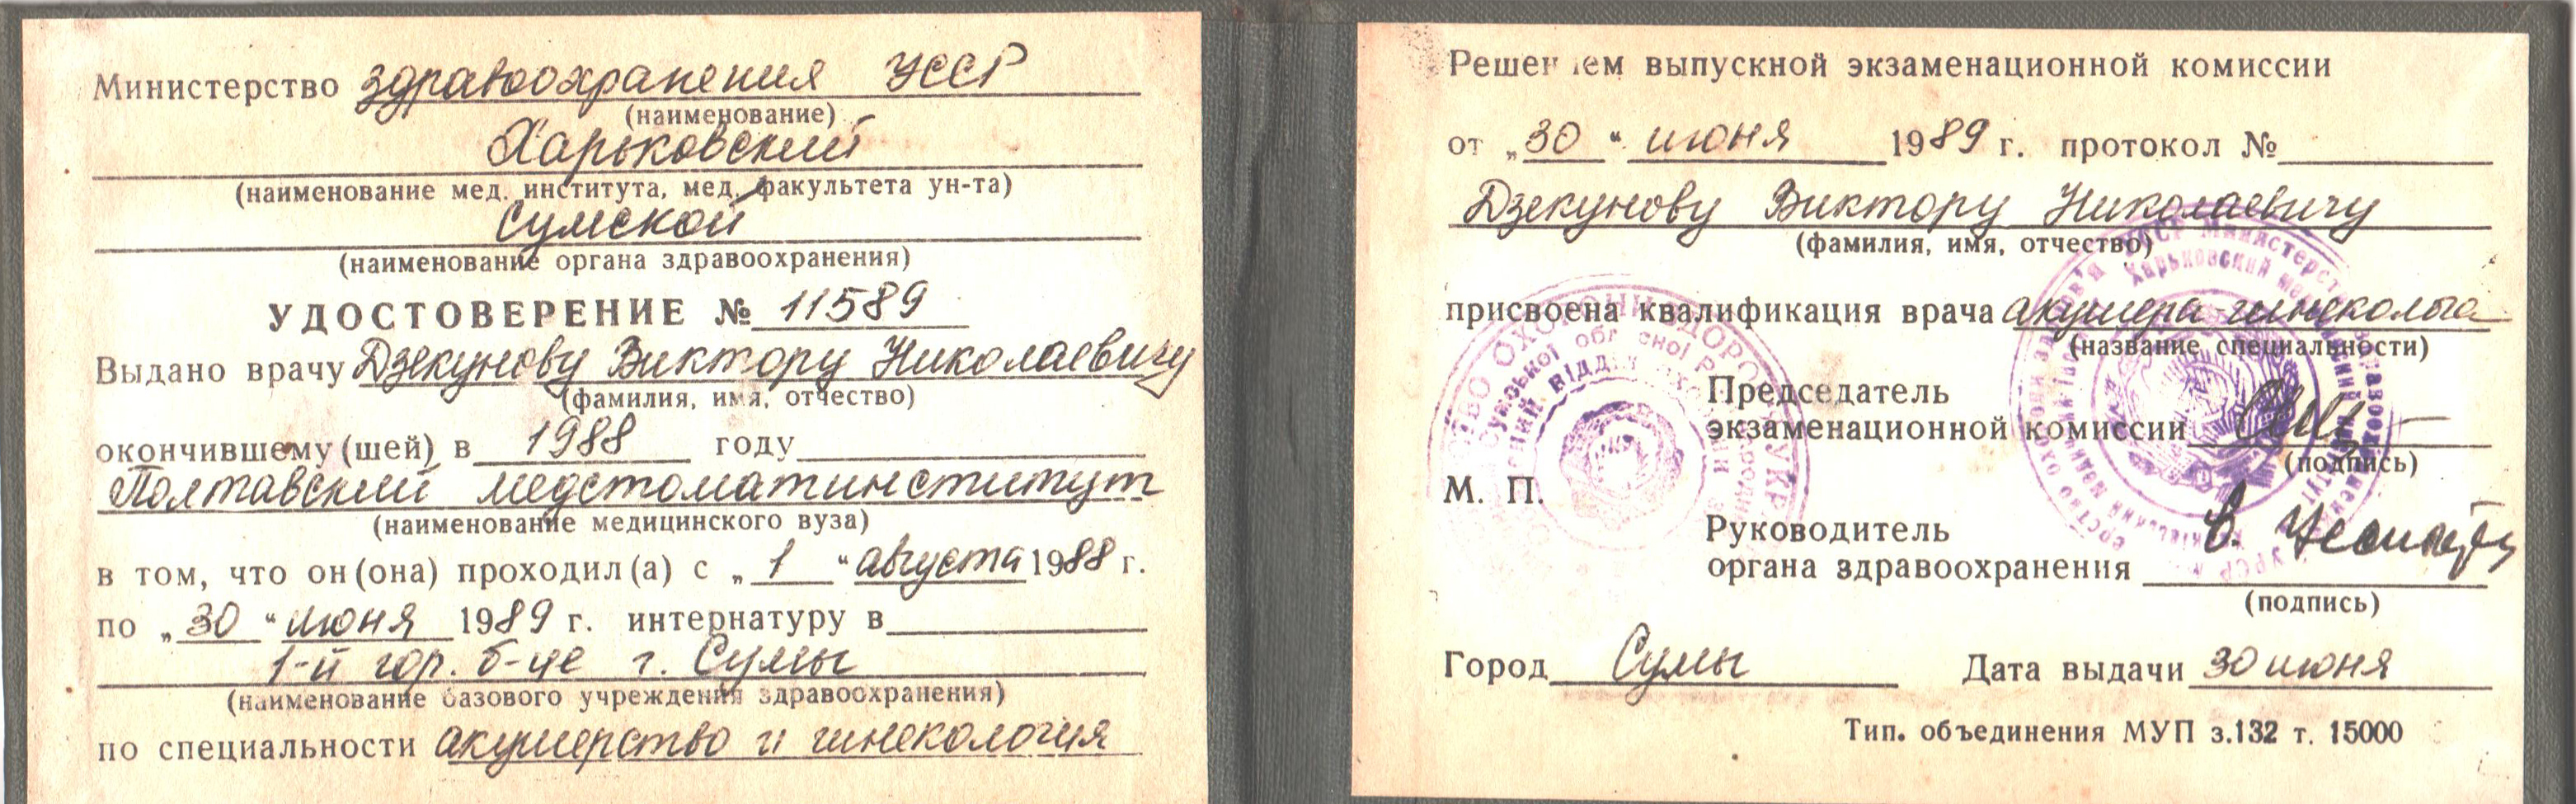 Министерство здравоохранения УССР
(наименование)
Харьковский
(наименование мед. института, мед. факультета ун-та)
Сумской
(наименование органа здравоохранения)
УДОСТОВЕРЕНИЕ № 11589
Выдано врачу Дзекунову Виктору Николаевичу
(фамилия, имя, отчество)
окончившему (шей) в 1988 году
Полтавский медстоматинститут
(наименование медицинского вуза)
в том, что он (она) проходил (а) с „1“ августа 1988 г.
по „30“ июня 1989 г. интернатуру в
1-й гор. б-це г. Сумы
(наименование базового учреждения здравоохранения)
по специальности акушерство и гинекология
Решением выпускной экзаменационной комиссии
от „30“ июня 1989 г. протокол №
Дзекунову Виктору Николаевичу
(фамилия, имя, отчество)
присвоена квалификация врача акушера-гинеколога
(название специальности)
Председатель
экзаменационной комиссии
(подпись)
М. П.
Руководитель
органа здравоохранения
(подпись)
Город Сумы Дата выдачи 30 июня
Тип. объединения МУП з.132 т. 15000